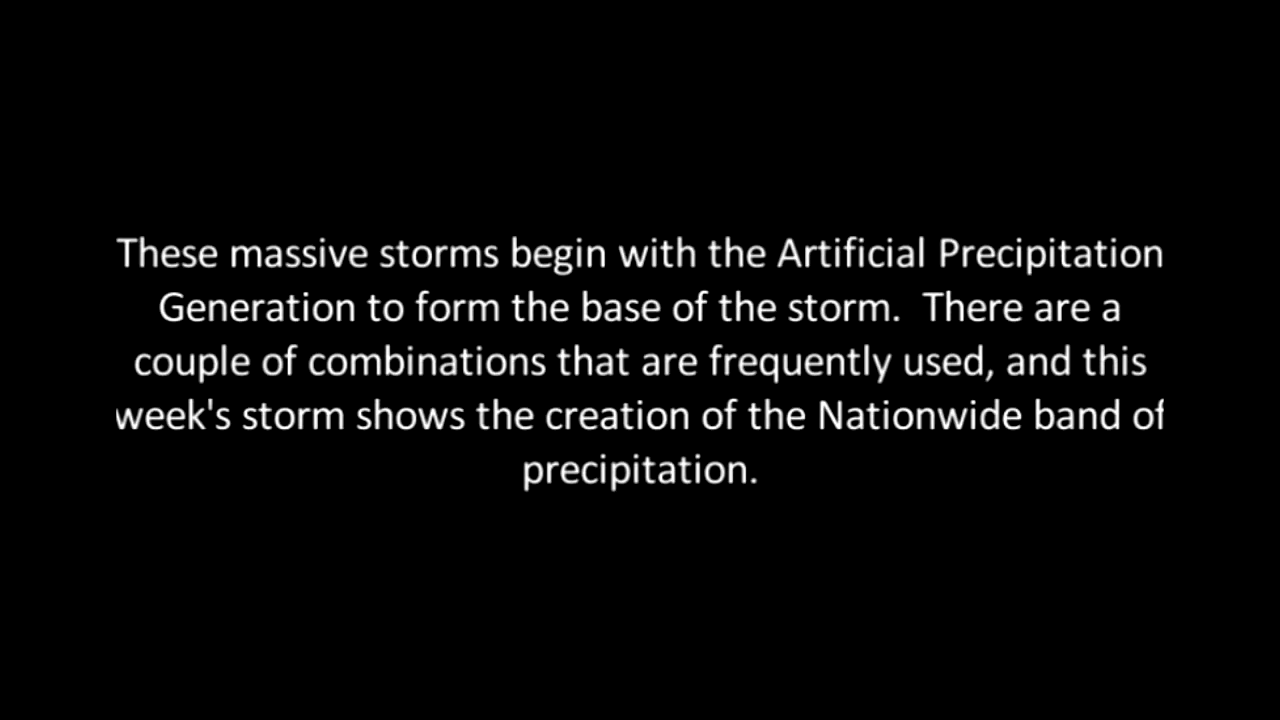 These massive storms begin with the Artificial Precipitation
Generation to form the base of the storm.  There are a
couple of combinations that are frequently used, and this
week's storm shows the creation of the Nationwide band of
precipitation.